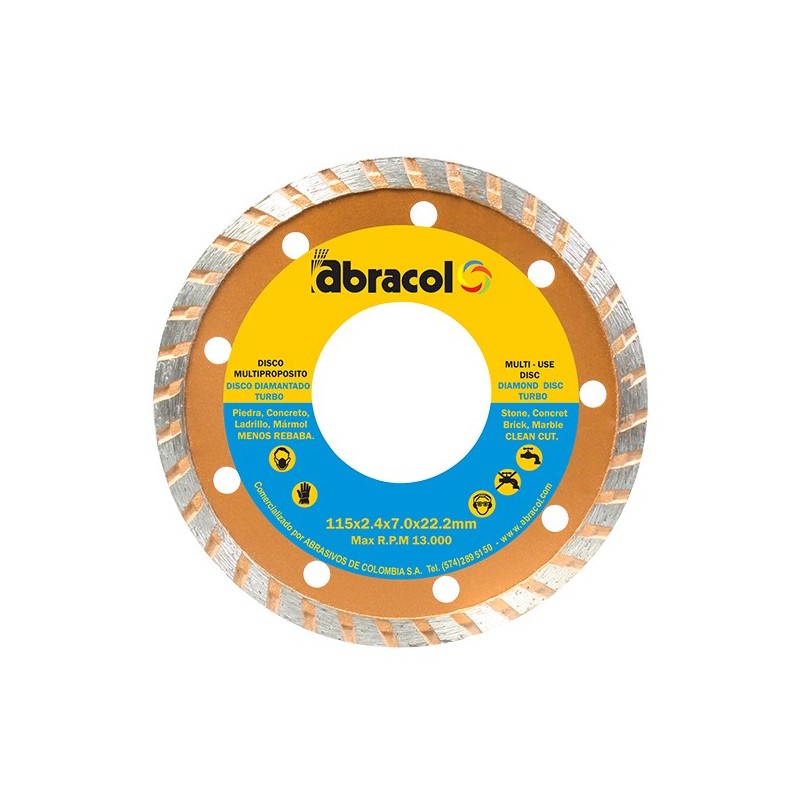 abracol
DISCO
MULTIPROPOSITO
DISCO DIAMANTADO
TURBO
Piedra, Concreto,
Ladrillo, Mármol
MENOS REBABA.
MULTI - USE
DISC
DIAMOND DISC
TURBO
Stone, Concret
Brick, Marble
CLEAN CUT.
115x2.4x7.0x22.2mm
Max R.P.M 13.000
Comercializado por ABRASIVOS DE COLOMBIA S.A. Tel. (574)289 5150 - www.abracol.com